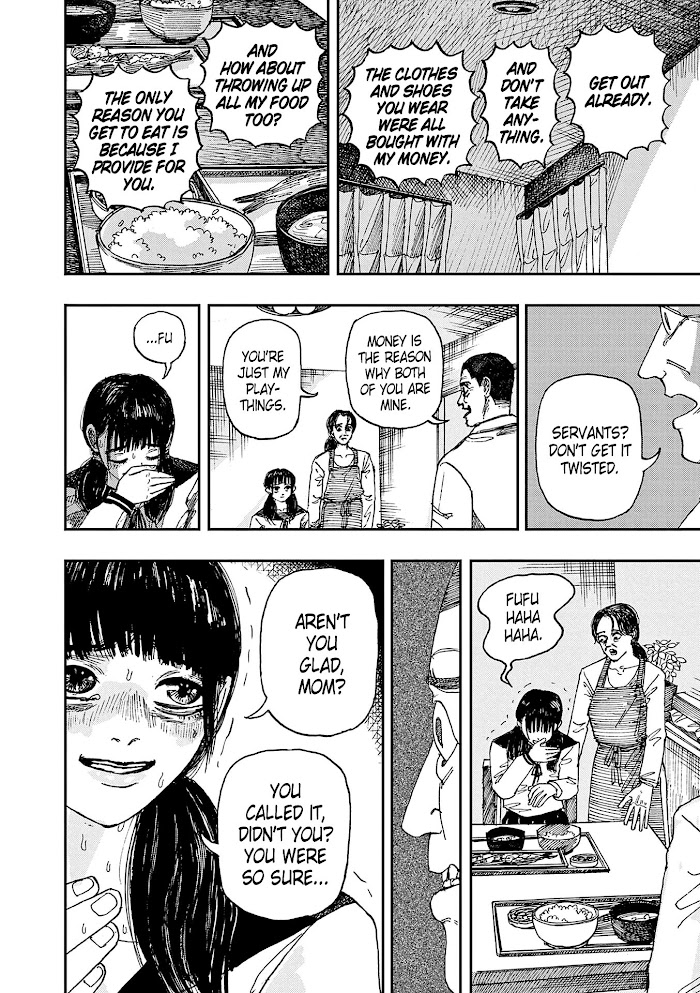 GET OUT
ALREADY.
AND
DON'T
TAKE
ANY-
THING.
THE CLOTHES
AND SHOES
YOU WEAR
WERE ALL
BOUGHT WITH
MY MONEY.
AND
HOW ABOUT
THROWING UP
ALL MY FOOD
TOO?
THE ONLY
REASON YOU
GET TO EAT IS
BECAUSE I
PROVIDE FOR
YOU.
SERVANTS?
DON'T GET IT
TWISTED.
MONEY IS
THE REASON
WHY BOTH
OF YOU ARE
MINE.
YOU'RE
JUST MY
PLAY-
THINGS.
...FU
FUFU
HAHA
HAHA.
AREN'T
YOU
GLAD,
MOM?
YOU
CALLED IT,
DIDN'T YOU?
YOU WERE
SO SURE...